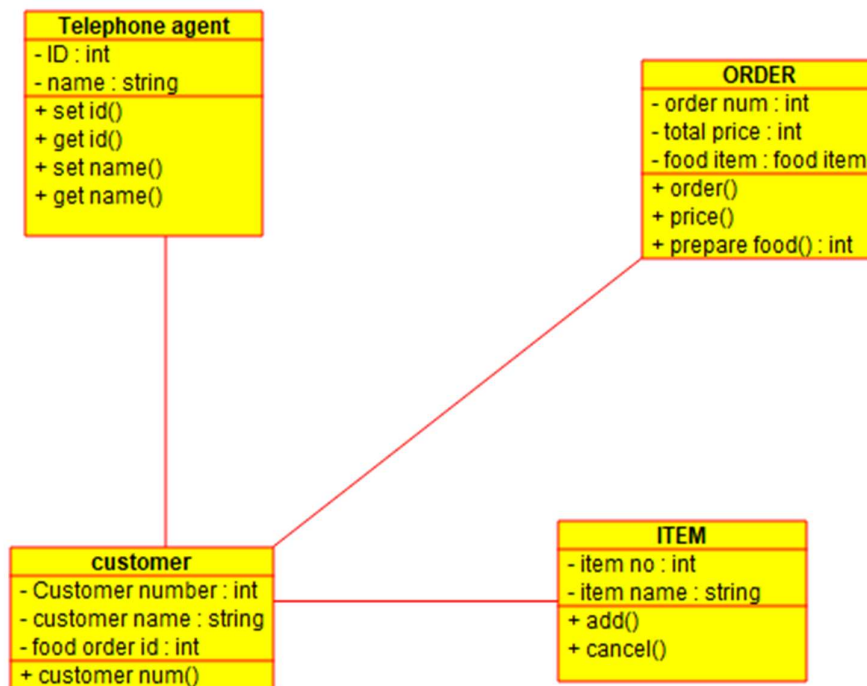 Telephone agent
- ID : int
- name : string
+ set id()
+ get id()
+ set name()
+ get name()
ORDER
- order num : int
- total price : int
- food item : food item
+ order()
+ price()
+ prepare food() : int
customer
- Customer number : int
- customer name : string
- food order id : int
+ customer num()
ITEM
- item no : int
- item name : string
+ add()
+ cancel()